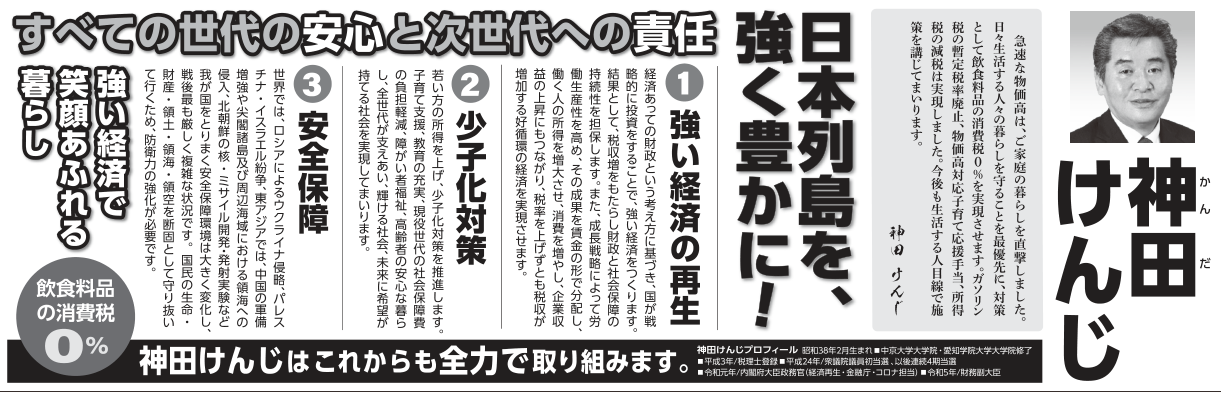 神田けんじ
かんだ
急速な物価高は、ご家庭の暮らしを直撃しました。
日々生活する人々の暮らしを守ることを最優先に、対策
として飲食料品の消費税0%を実現させます。ガソリン
税の暫定税率廃止、物価高対応子育て応援手当、所得
税の減税は実現しました。今後も生活する人目線で施
策を講じてまいります。
神田けんじ
日本列島を、
強く豊かに！
すべての世代の安心と次世代への責任
1 強い経済の再生
経済あっての財政という考え方に基づき、国が戦
略的に投資をすることで、強い経済をつくります。
結果として、税収増をもたらし財政と社会保障の
持続性を担保します。また、成長戦略によって労
働生産性を高め、その成果を賃金の形で分配し、
働く人の所得を増大させ、消費を増やし、企業収
益の上昇にもつながり、税率を上げずとも税収が
増加する好循環の経済を実現させます。
2 少子化対策
若い方の所得を上げ、少子化対策を推進します。
子育て支援、教育の充実、現役世代の社会保障費
の負担軽減、障がい者福祉、高齢者の安心な暮ら
し、全世代が支えあい、輝ける社会、未来に希望が
持てる社会を実現してまいります。
3 安全保障
世界では、ロシアによるウクライナ侵略、パレス
チナ・イスラエル紛争、東アジアでは、中国の軍備
増強や尖閣諸島及び周辺海域における領海への
侵入、北朝鮮の核・ミサイル開発・発射実験など
我が国をとりまく安全保障環境は大きく変化し、
戦後最も厳しく複雑な状況です。国民の生命・
財産・領土・領海・領空を断固として守り抜い
て行くため、防衛力の強化が必要です。
強い経済で
笑顔あふれる
暮らし
飲食料品
の消費税
0%
神田けんじはこれからも全力で取り組みます。
神田けんじプロフィール 昭和38年2月生まれ■中京大学大学院・愛知学院大学大学院修了
■平成3年/税理士登録■平成24年/衆議院議員初当選、以後連続4期当選
■令和元年/内閣府大臣政務官(経済再生・金融庁・コロナ担当)■令和5年/財務副大臣